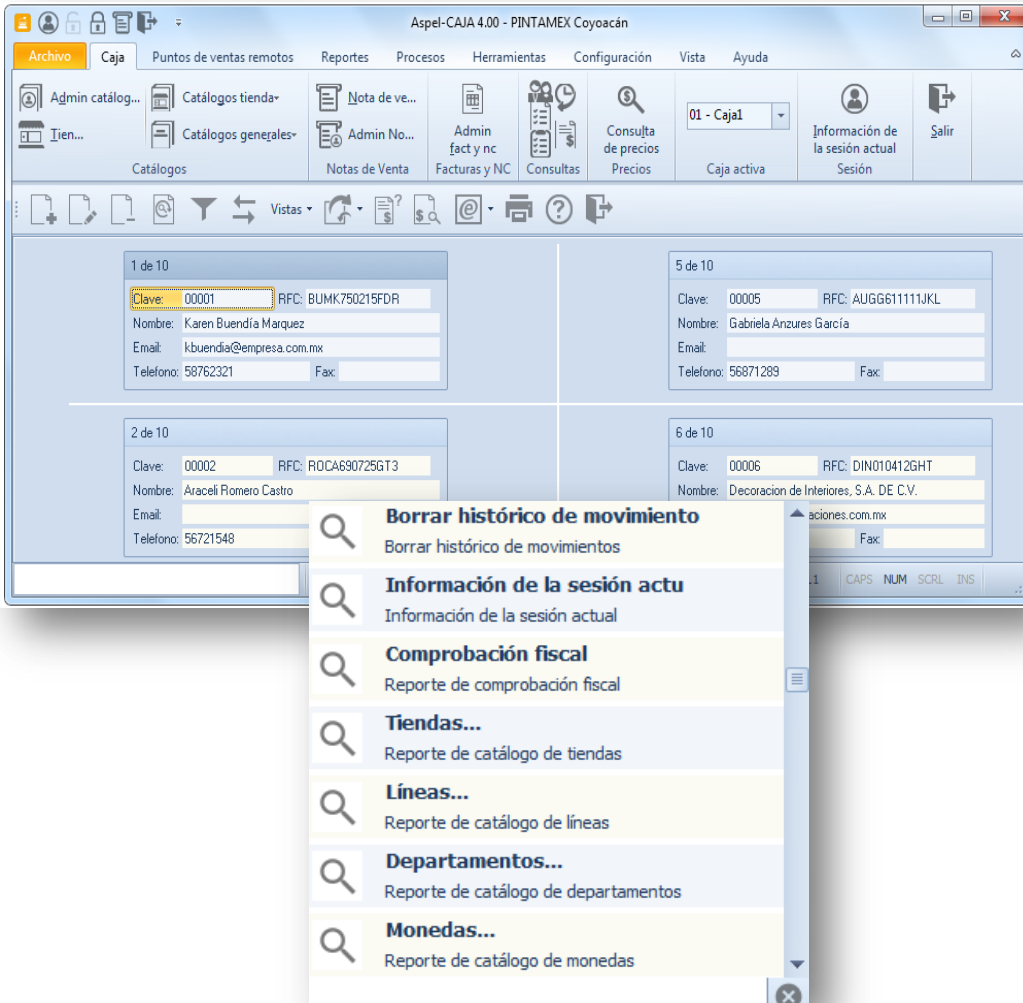 Aspel-CAJA 4.00 - PINTAMEX Coyoacán
Archivo Caja Puntos de ventas remotos Reportes Procesos Herramientas Configuración Vista Ayuda
Admin catálog... Catálogos tienda
Tien... Catálogos generales
Catálogos
Nota de ve...
Admin No...
Notas de Venta
Admin
fact y nc
Facturas y NC
Consultas
Consulta
de precios
Precios
01 - Caja1
Caja activa
Información de
la sesión actual
Sesión
Salir
Vistas
1 de 10
Clave: 00001 RFC: BUMK750215FDR
Nombre: Karen Buendía Marquez
Email: kbuendia@empresa.com.mx
Telefono: 58762321 Fax:
5 de 10
Clave: 00005 RFC: AUGG611111JKL
Nombre: Gabriela Anzures García
Email:
Telefono: 56871289 Fax:
2 de 10
Clave: 00002 RFC: ROCA690725GT3
Nombre: Araceli Romero Castro
Email:
Telefono: 56721548
6 de 10
Clave: 00006 RFC: DIN010412GHT
Nombre: Decoracion de Interiores, S.A. DE C.V.
aciones.com.mx
Fax:
1 CAPS NUM SCRL INS
Borrar histórico de movimiento
Borrar histórico de movimientos
Información de la sesión actu
Información de la sesión actual
Comprobación fiscal
Reporte de comprobación fiscal
Tiendas...
Reporte de catálogo de tiendas
Líneas...
Reporte de catálogo de líneas
Departamentos...
Reporte de catálogo de departamentos
Monedas...
Reporte de catálogo de monedas